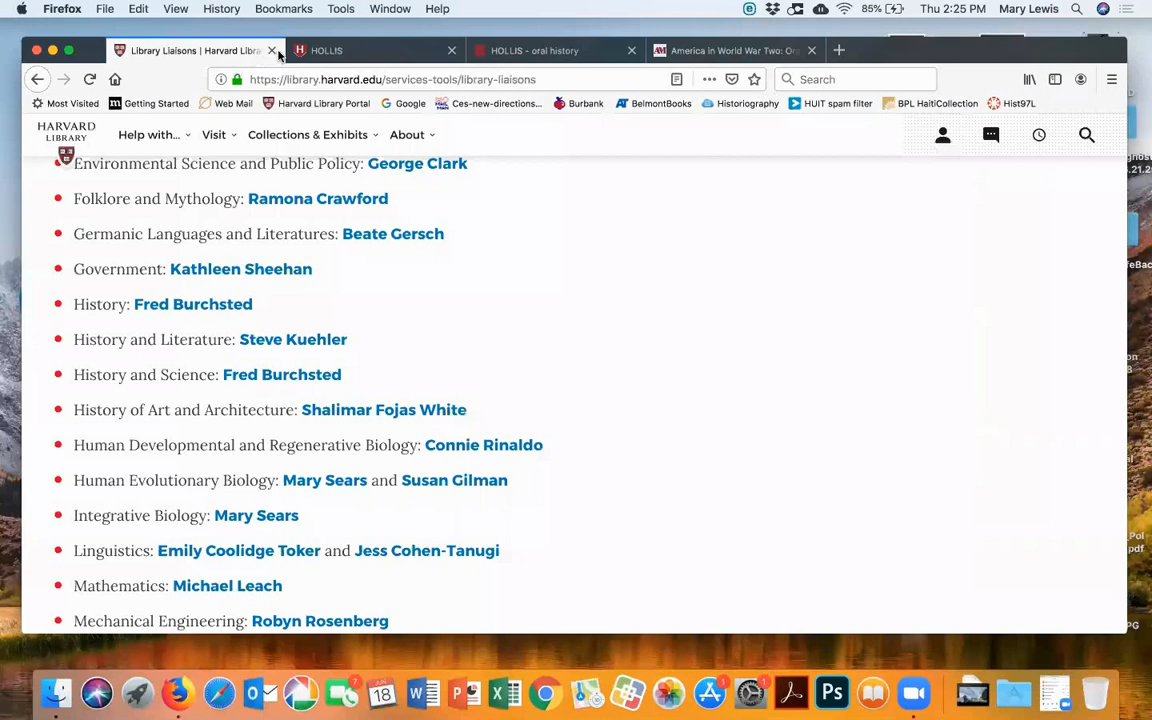 Firefox File Edit View History Bookmarks Tools Window Help 85% Thu 2:25 PM Mary Lewis
Library Liaisons | Harvard Libra HOLLIS HOLLIS - oral history America in World War Two: Or
https://library.harvard.edu/services-tools/library-liaisons Search
Most Visited Getting Started Web Mail Harvard Library Portal Google Ces-new-directions... Burbank BelmontBooks Historiography HUIT spam filter BPL HaitiCollection Hist97L
HARVARD LIBRARY Help with... Visit Collections & Exhibits About
Environmental Science and Public Policy: George Clark
Folklore and Mythology: Ramona Crawford
Germanic Languages and Literatures: Beate Gersch
Government: Kathleen Sheehan
History: Fred Burchsted
History and Literature: Steve Kuehler
History and Science: Fred Burchsted
History of Art and Architecture: Shalimar Fojas White
Human Developmental and Regenerative Biology: Connie Rinaldo
Human Evolutionary Biology: Mary Sears and Susan Gilman
Integrative Biology: Mary Sears
Linguistics: Emily Coolidge Toker and Jess Cohen-Tanugi
Mathematics: Michael Leach
Mechanical Engineering: Robyn Rosenberg